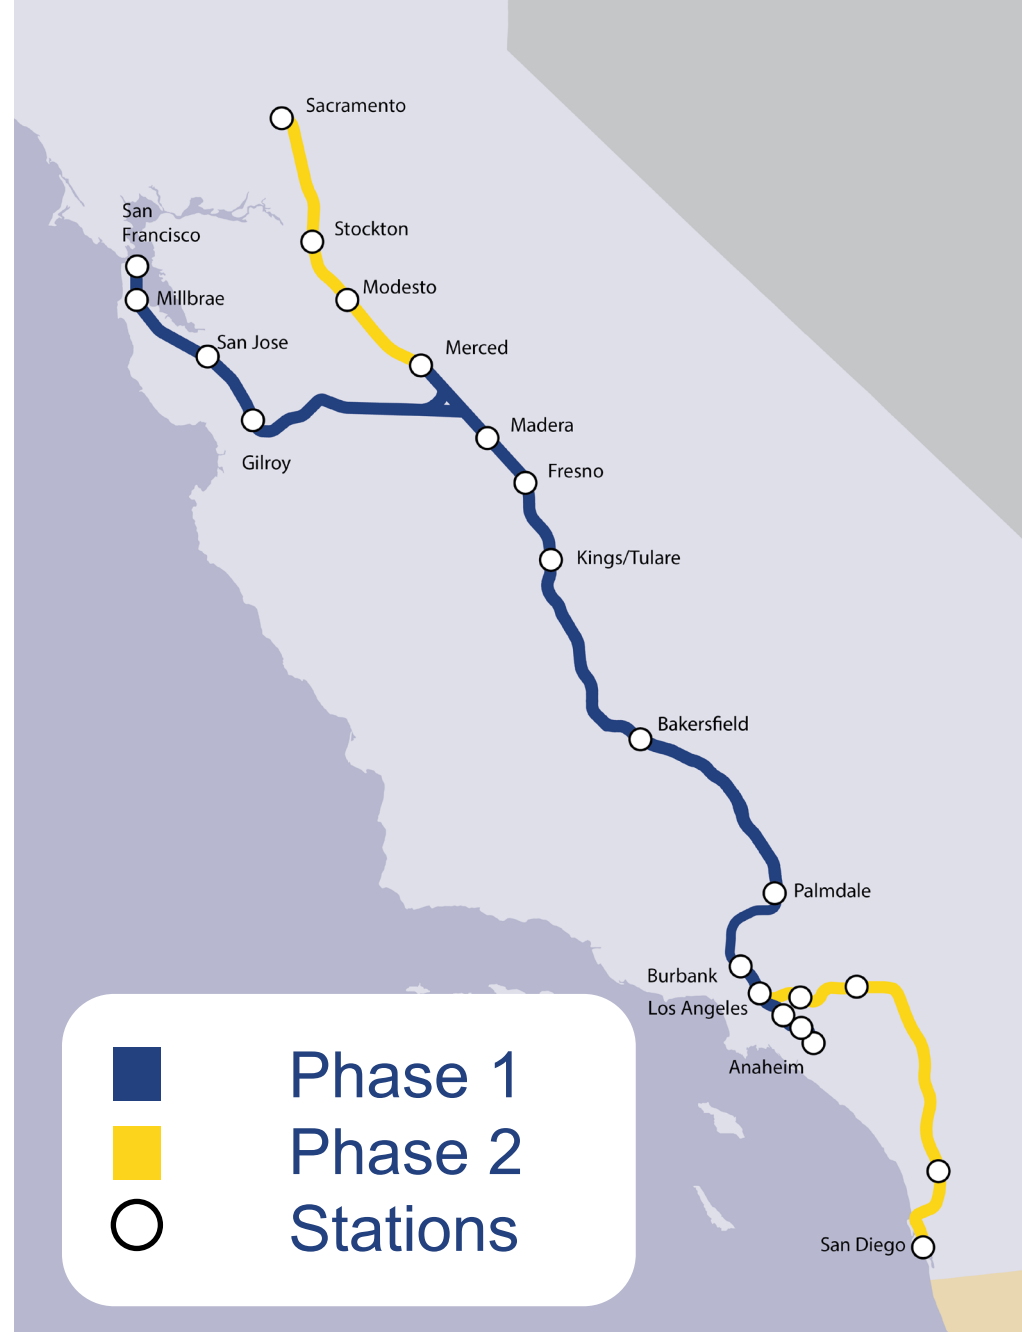 Sacramento
San
Francisco
Stockton
Modesto
Millbrae
San Jose
Merced
Madera
Gilroy
Fresno
Kings/Tulare
Bakersfield
Palmdale
Burbank
Los Angeles
Anaheim
San Diego
Phase 1
Phase 2
Stations